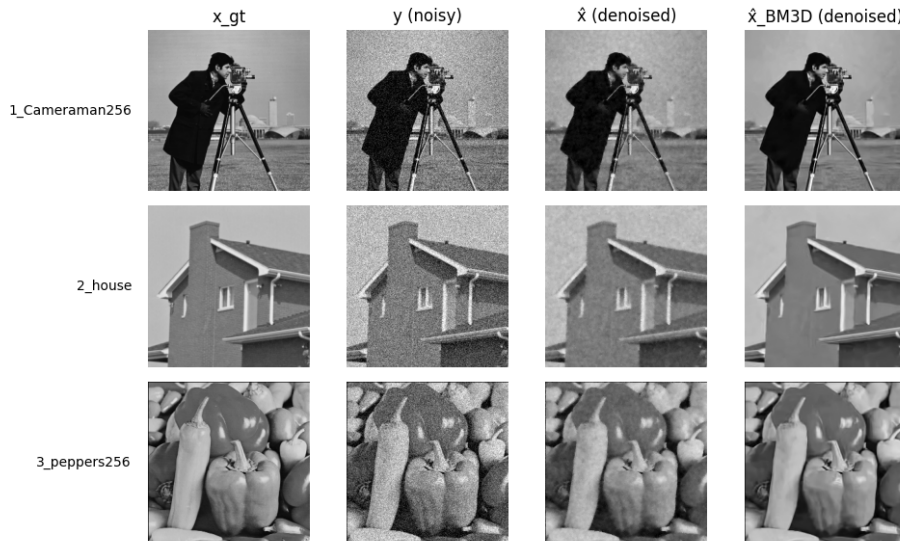 x_gt y (noisy) x̂ (denoised) x̂_BM3D (denoised)
1_Cameraman256
2_house
3_peppers256